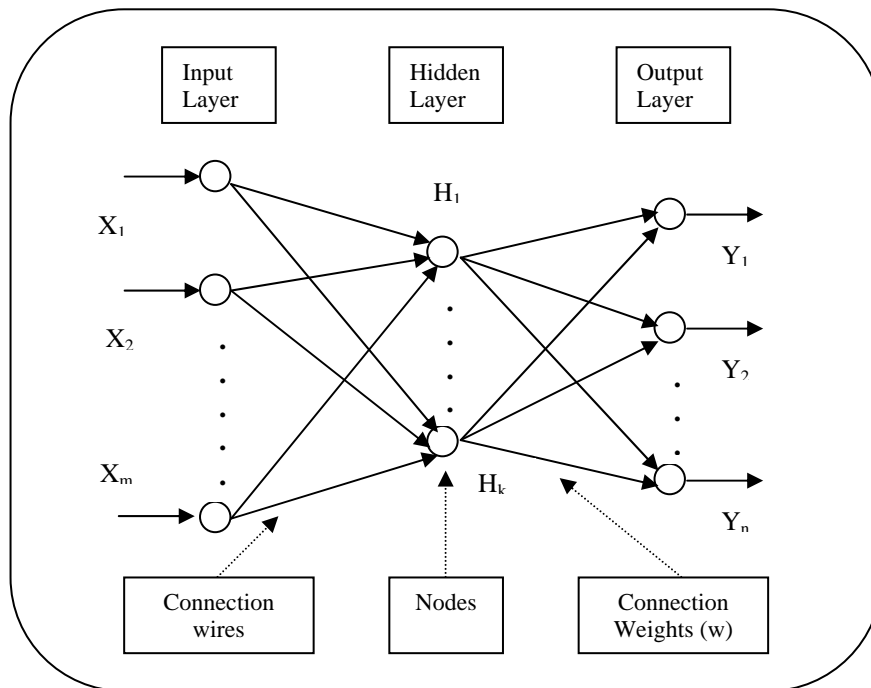 Input
Layer
Hidden
Layer
Output
Layer
H₁
X₁
Y₁
X₂
Y₂
Xₘ
Hₖ
Yₙ
Connection
wires
Nodes
Connection
Weights (w)